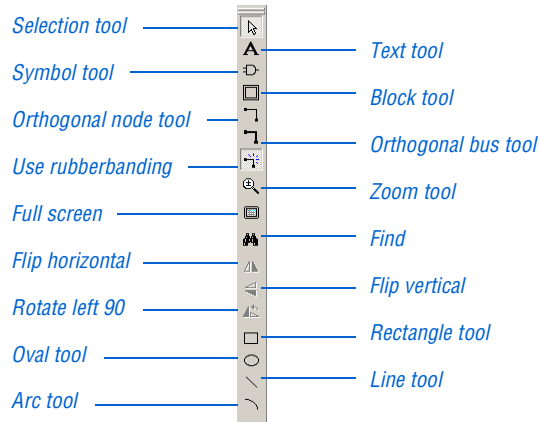 Selection tool
Text tool
Symbol tool
Block tool
Orthogonal node tool
Orthogonal bus tool
Use rubberbanding
Zoom tool
Full screen
Find
Flip horizontal
Flip vertical
Rotate left 90
Rectangle tool
Oval tool
Line tool
Arc tool